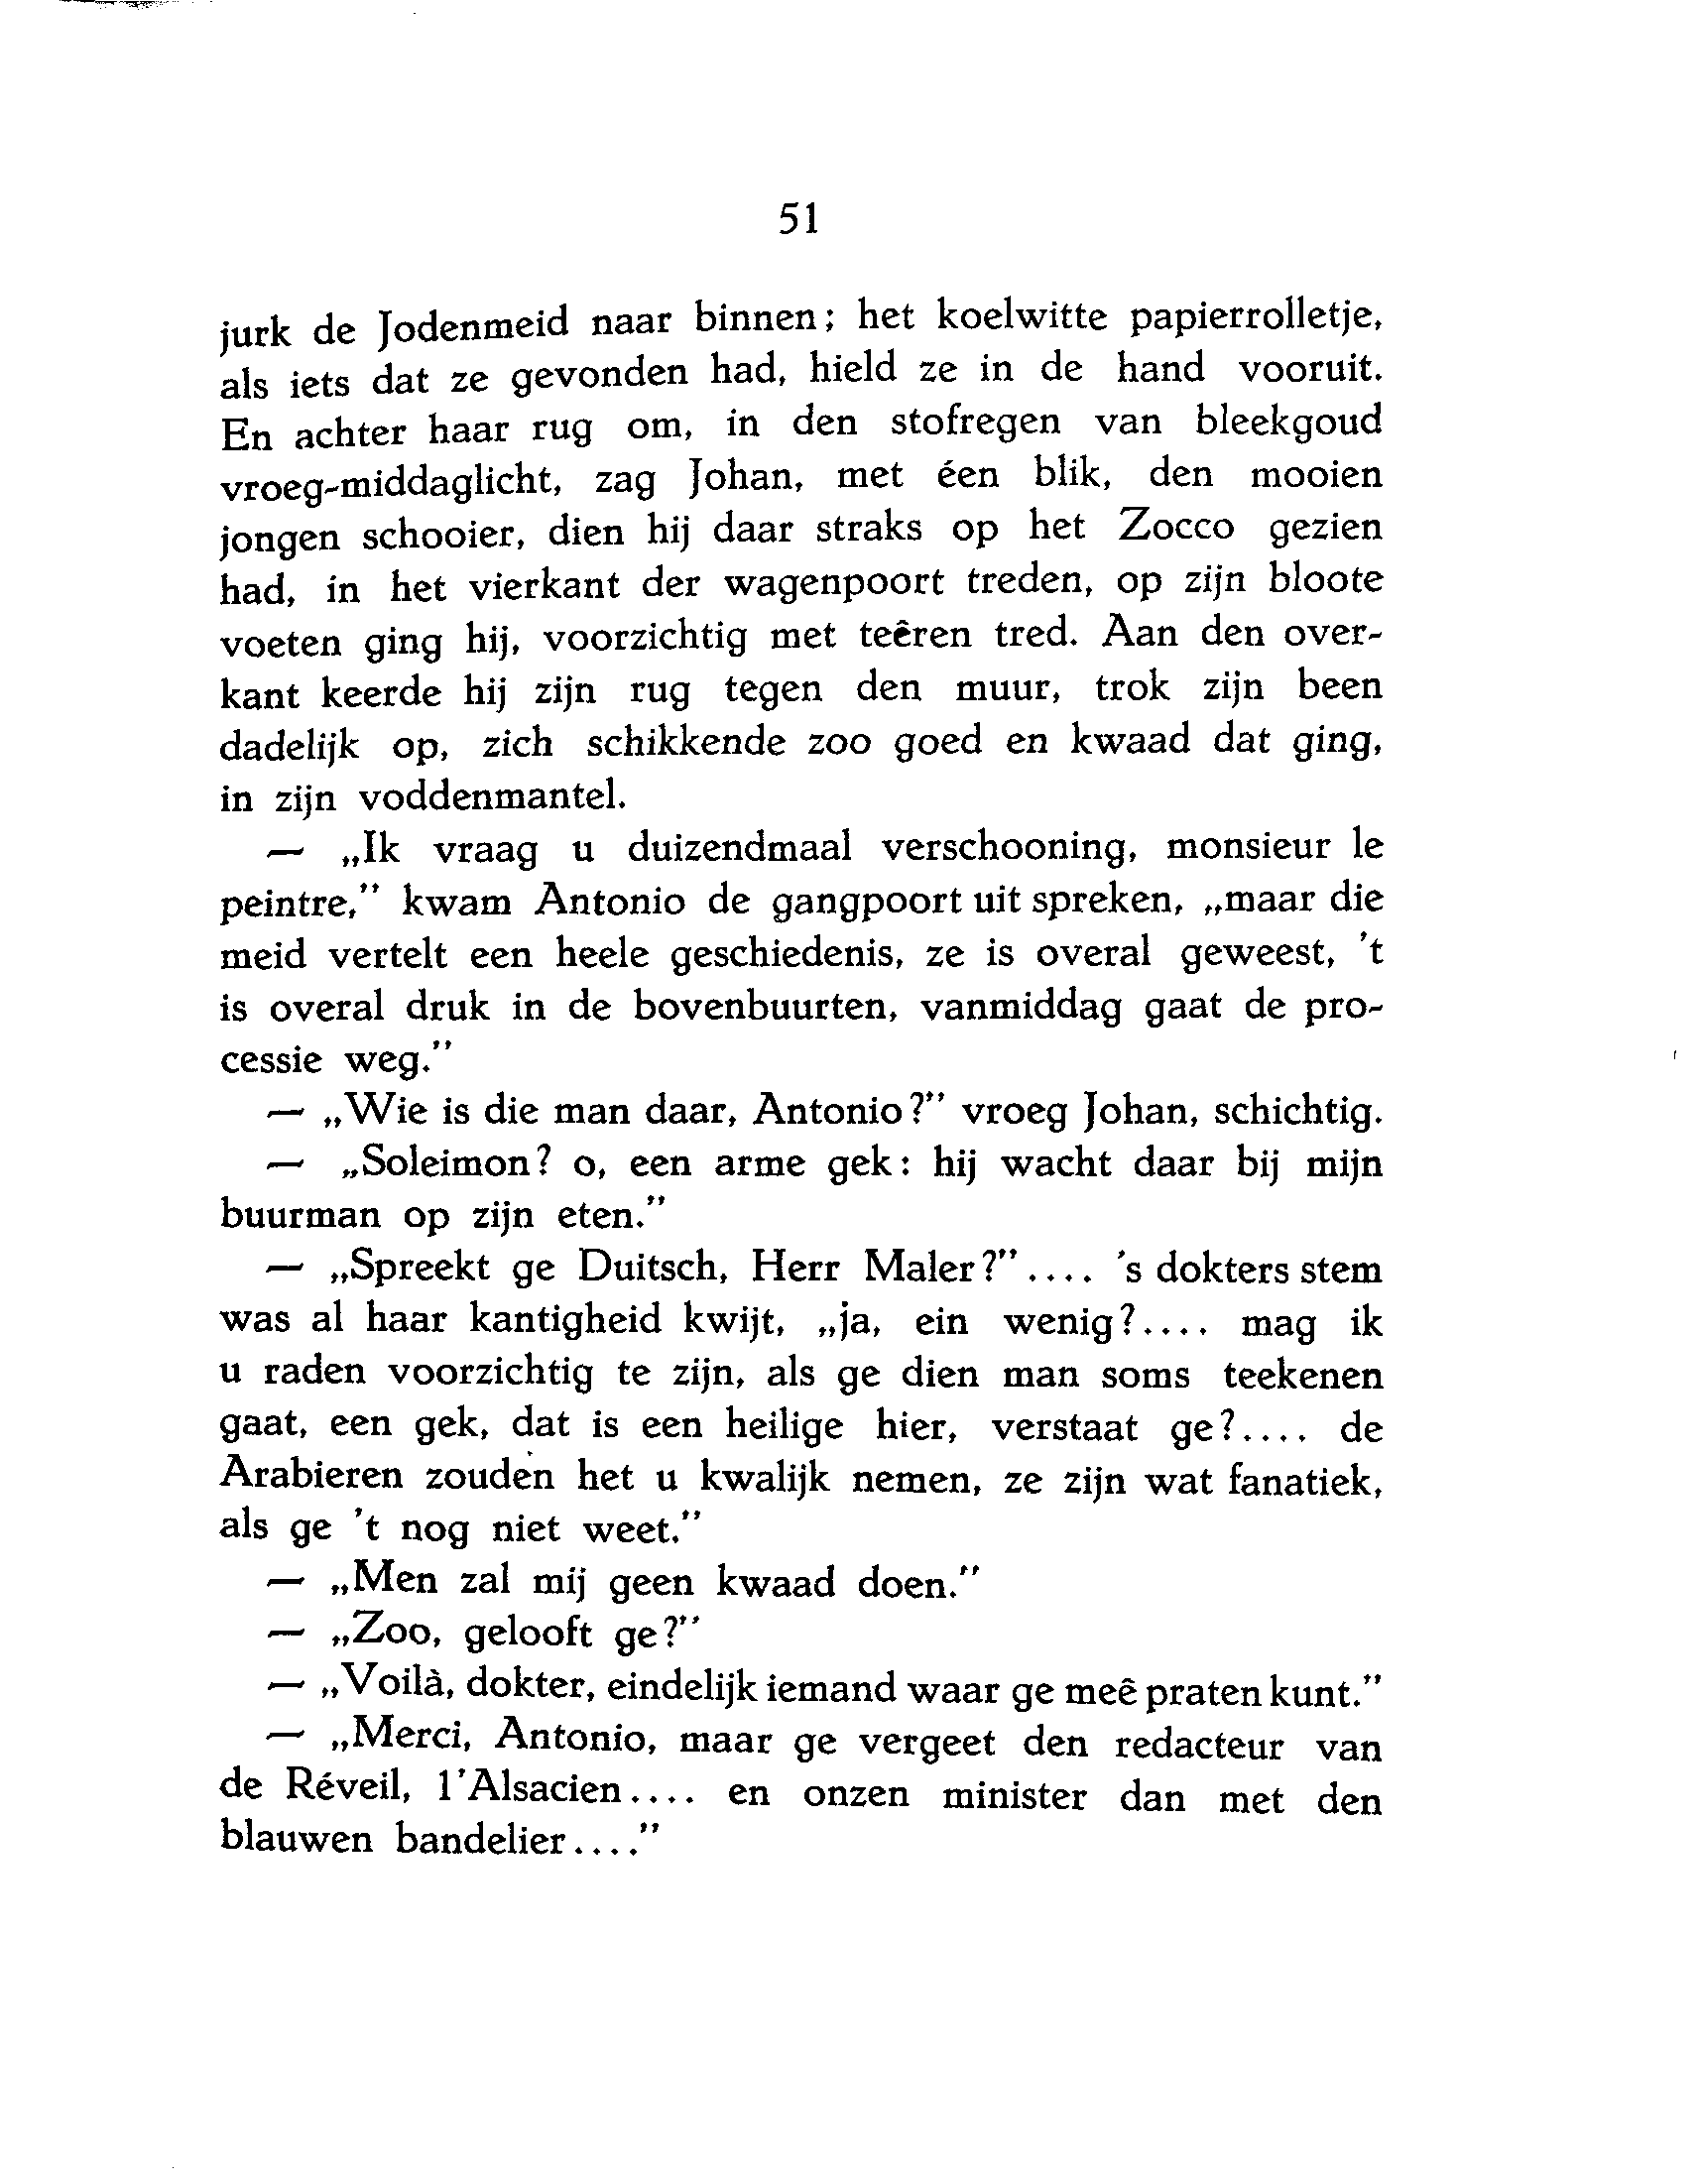 51
jurk de Jodenmeid naar binnen; het koelwitte papierrolletje,
als iets dat ze gevonden had, hield ze in de hand vooruit.
En achter haar rug om, in den stofregen van bleekgoud
vroeg-middaglicht, zag Johan, met éen blik, den mooien
jongen schooier, dien hij daar straks op het Zocco gezien
had, in het vierkant der wagenpoort treden, op zijn bloote
voeten ging hij, voorzichtig met teêren tred. Aan den over-
kant keerde hij zijn rug tegen den muur, trok zijn been
dadelijk op, zich schikkende zoo goed en kwaad dat ging,
in zijn voddenmantel.
— „Ik vraag u duizendmaal verschooning, monsieur le
peintre,” kwam Antonio de gangpoort uit spreken, „maar die
meid vertelt een heele geschiedenis, ze is overal geweest, 't
is overal druk in de bovenbuurten, vanmiddag gaat de pro-
cessie weg.”
— „Wie is die man daar, Antonio?” vroeg Johan, schichtig.
— „Soleimon? o, een arme gek: hij wacht daar bij mijn
buurman op zijn eten.”
— „Spreekt ge Duitsch, Herr Maler?”.... 's dokters stem
was al haar kantigheid kwijt, „ja, ein wenig?.... mag ik
u raden voorzichtig te zijn, als ge dien man soms teekenen
gaat, een gek, dat is een heilige hier, verstaat ge?.... de
Arabieren zouden het u kwalijk nemen, ze zijn wat fanatiek,
als ge 't nog niet weet.”
— „Men zal mij geen kwaad doen.”
— „Zoo, gelooft ge?”
— „Voilà, dokter, eindelijk iemand waar ge meê praten kunt.”
— „Merci, Antonio, maar ge vergeet den redacteur van
de Réveil, l'Alsacien.... en onzen minister dan met den
blauwen bandelier....”